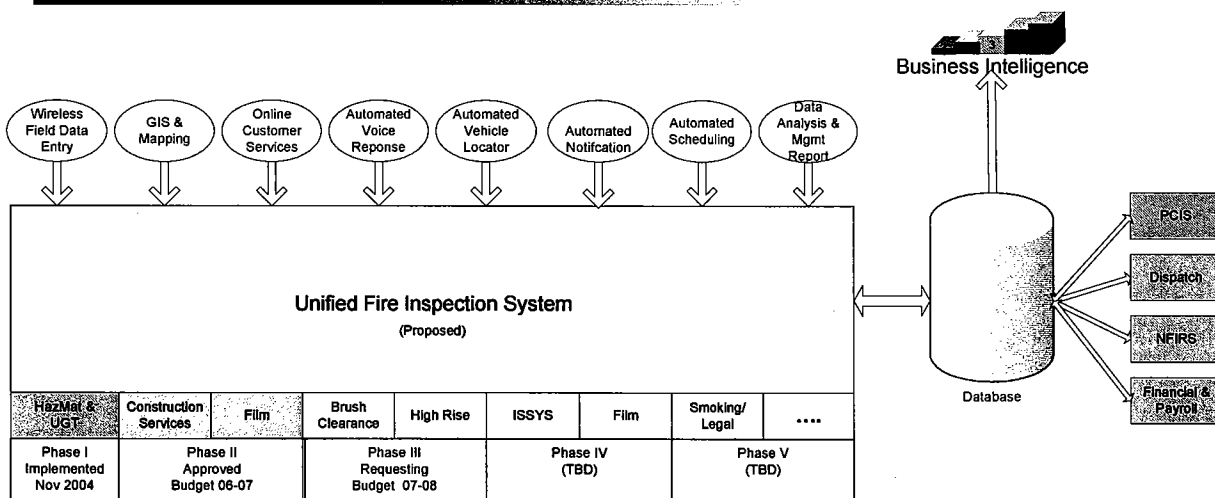 3
Business Intelligence
Wireless
Field Data
Entry
GIS &
Mapping
Online
Customer
Services
Automated
Voice
Reponse
Automated
Vehicle
Locator
Automated
Notifcation
Automated
Scheduling
Data
Analysis &
Mgmt
Report
Unified Fire Inspection System
(Proposed)
Database
PCIS
Dispatch
NFIRS
Financial &
Payroll
HazMat &
UGT
Construction
Services
Film
Brush
Clearance
High Rise
ISSYS
Film
Smoking/
Legal
....
Phase I
Implemented
Nov 2004
Phase II
Approved
Budget 06-07
Phase III
Requesting
Budget 07-08
Phase IV
(TBD)
Phase V
(TBD)